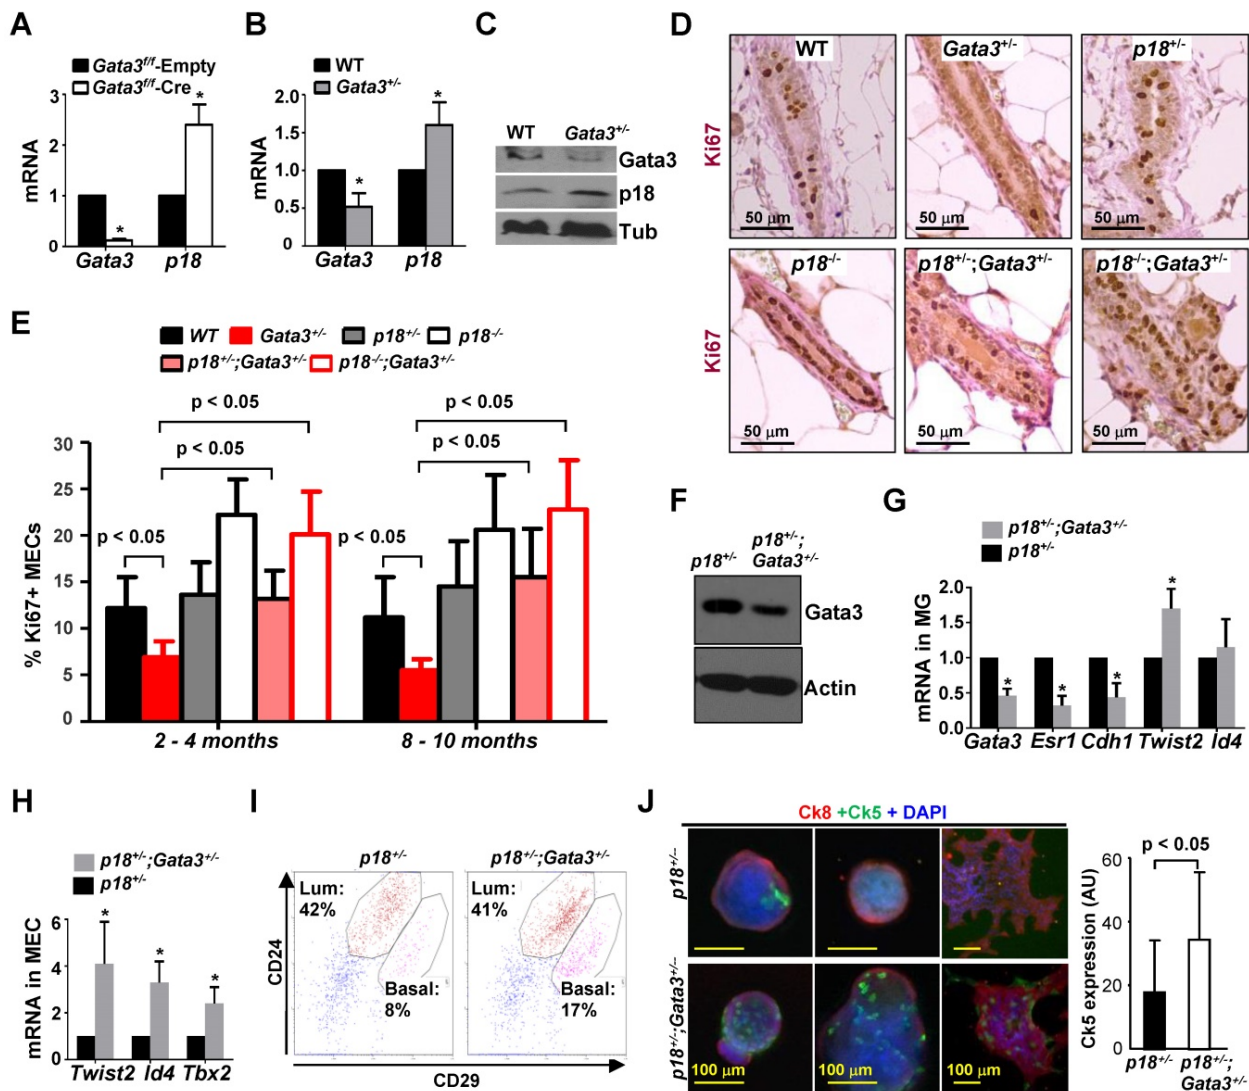 A
Gata3f/f-Empty
Gata3f/f-Cre
mRNA
3
2
1
0
*
*
Gata3 p18
B
WT
Gata3+/-
mRNA
2.0
1.5
1.0
0.5
0
*
*
Gata3 p18
C
WT Gata3+/-
Gata3
p18
Tub
D
WT Gata3+/- p18+/-
Ki67
50 µm 50 µm 50 µm
p18-/- p18+/-;Gata3+/- p18-/-;Gata3+/-
Ki67
50 µm 50 µm 50 µm
E
WT Gata3+/- p18+/- p18-/-
p18+/-;Gata3+/- p18-/-;Gata3+/-
% Ki67+ MECs
30
25
20
15
10
5
0
p < 0.05
p < 0.05
p < 0.05
p < 0.05
p < 0.05
p < 0.05
2 - 4 months 8 - 10 months
F
p18+/- p18+/-;
Gata3+/-
Gata3
Actin
G
p18+/-;Gata3+/-
p18+/-
mRNA in MG
2.0
1.5
1.0
0.5
0.0
* * * *
Gata3 Esr1 Cdh1 Twist2 Id4
H
p18+/-;Gata3+/-
p18+/-
mRNA in MEC
6
4
2
0
* * *
Twist2 Id4 Tbx2
I
p18+/- p18+/-;Gata3+/-
CD24
Lum:
42%
Basal:
8%
Lum:
41%
Basal:
17%
CD29
J
Ck8 +Ck5 + DAPI
p18+/-
p18+/-;Gata3+/-
100 µm 100 µm 100 µm
Ck5 expression (AU)
60
40
20
0
p < 0.05
p18+/- p18+/-;
Gata3+/-